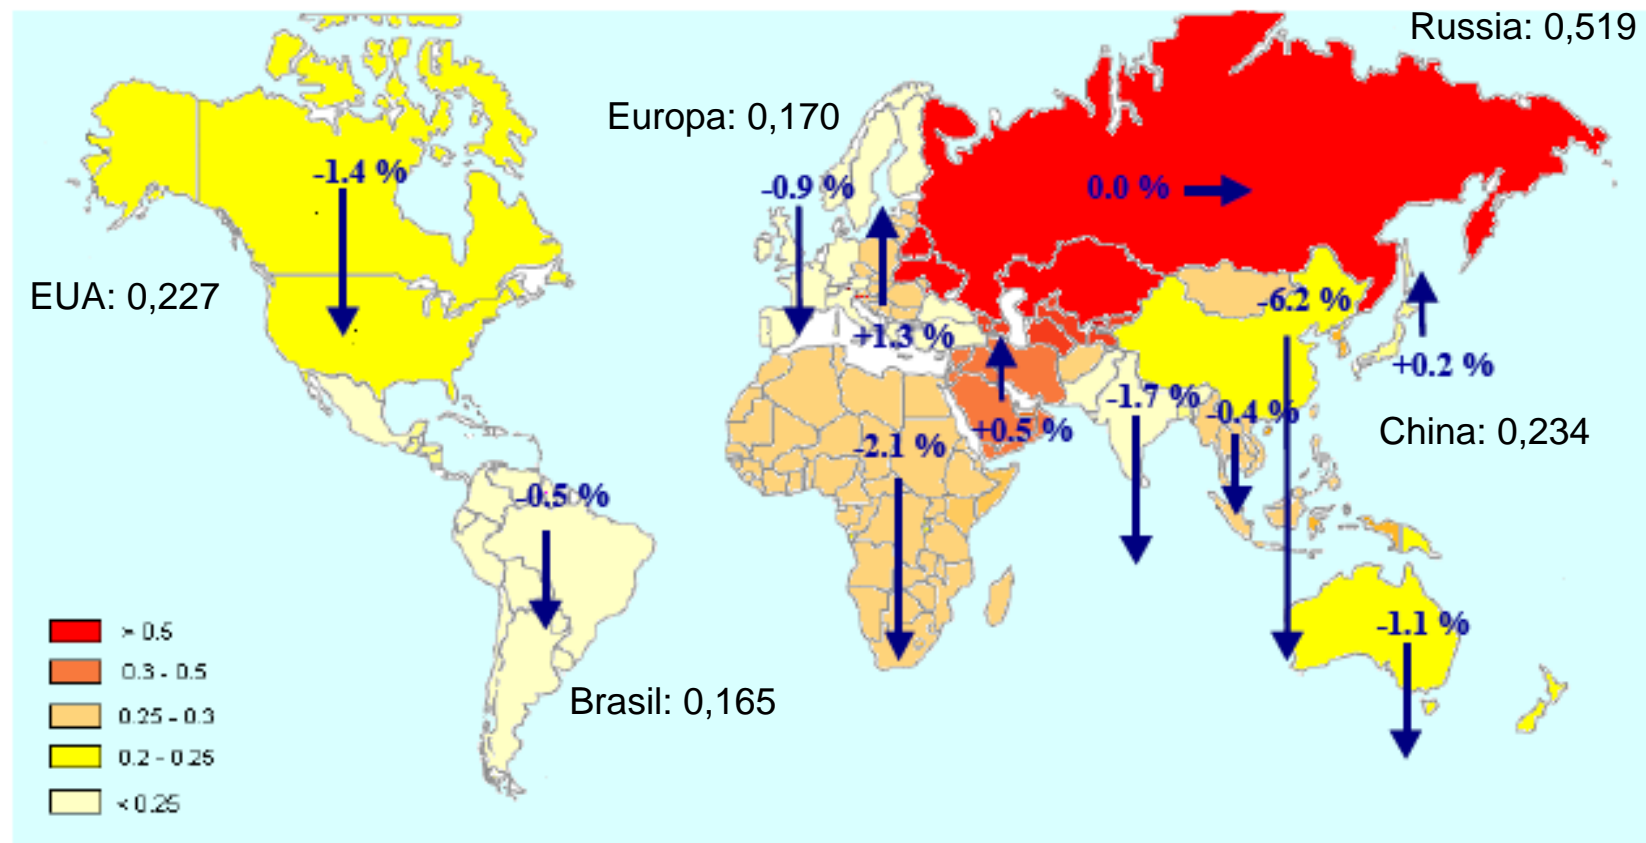 Russia: 0,519
Europa: 0,170
-1.4 %
-0.9 %
0.0 %
EUA: 0,227
-6.2 %
+1.3 %
+0.2 %
-1.7 %
-0.4 %
+0.5 %
China: 0,234
-2.1 %
-0.5 %
-1.1 %
Brasil: 0,165
> 0.5
0.3 - 0.5
0.25 - 0.3
0.2 - 0.25
< 0.25